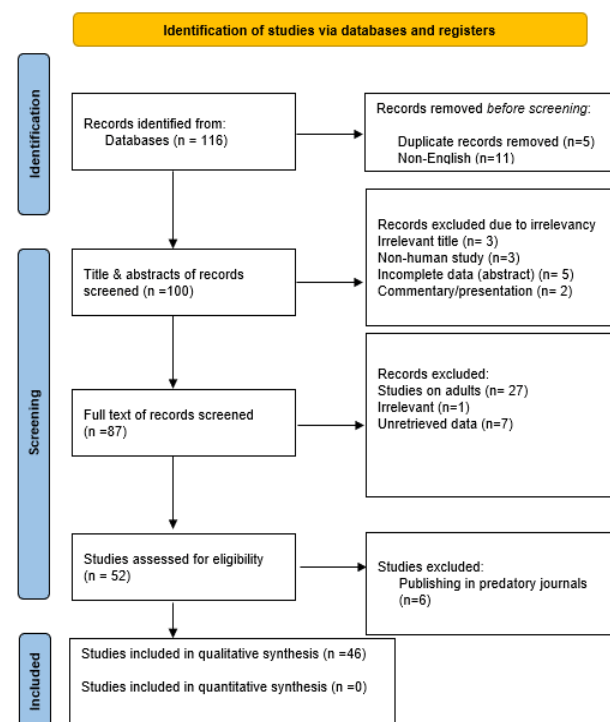 Identification of studies via databases and registers
Identification
Records identified from:
Databases (n = 116)
Records removed before screening:
Duplicate records removed (n=5)
Non-English (n=11)
Screening
Title & abstracts of records
screened (n =100)
Records excluded due to irrelevancy
Irrelevant title (n= 3)
Non-human study (n=3)
Incomplete data (abstract) (n= 5)
Commentary/presentation (n= 2)
Full text of records screened
(n =87)
Records excluded:
Studies on adults (n= 27)
Irrelevant (n=1)
Unretrieved data (n=7)
Studies assessed for eligibility
(n = 52)
Studies excluded:
Publishing in predatory journals
(n=6)
Included
Studies included in qualitative synthesis (n =46)
Studies included in quantitative synthesis (n =0)